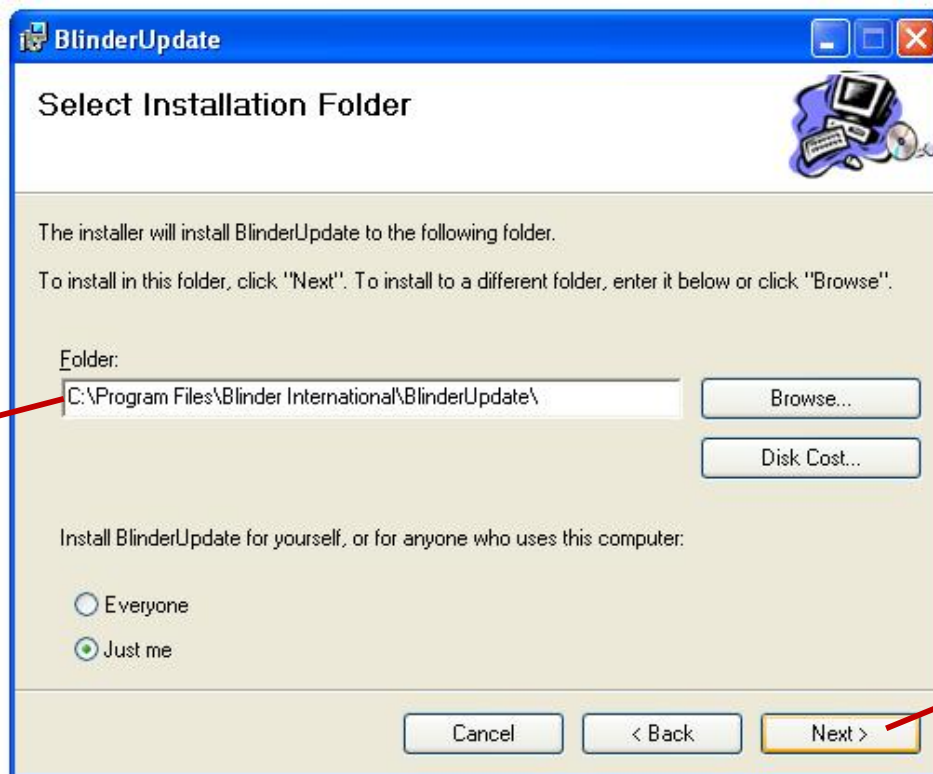 BlinderUpdate
Select Installation Folder
The installer will install BlinderUpdate to the following folder.
To install in this folder, click "Next". To install to a different folder, enter it below or click "Browse".
Folder:
C:\Program Files\Blinder International\BlinderUpdate\
Browse...
Disk Cost...
Install BlinderUpdate for yourself, or for anyone who uses this computer:
Everyone
Just me
Cancel
< Back
Next >